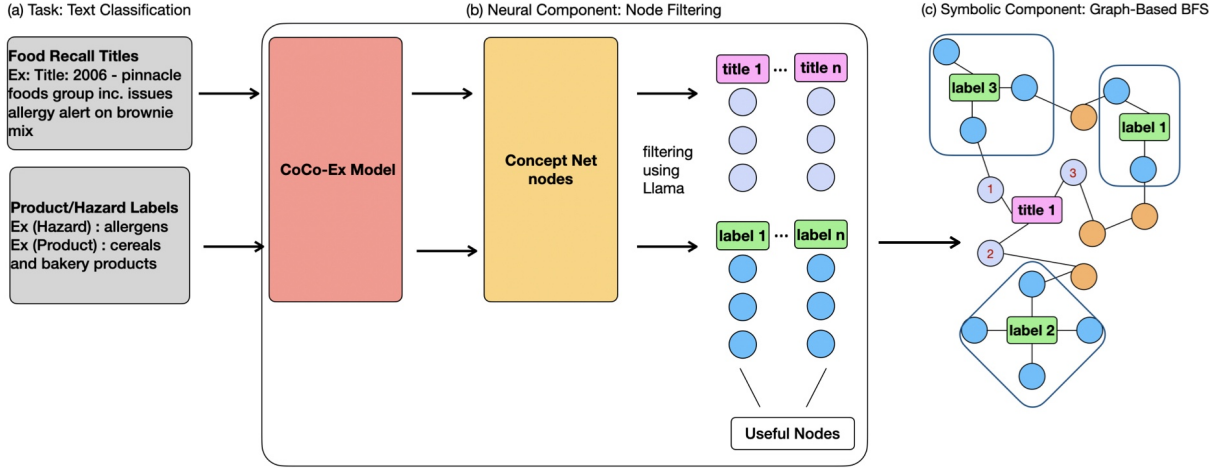 (a) Task: Text Classification
Food Recall Titles
Ex: Title: 2006 - pinnacle
foods group inc. issues
allergy alert on brownie
mix
Product/Hazard Labels
Ex (Hazard) : allergens
Ex (Product) : cereals
and bakery products
(b) Neural Component: Node Filtering
CoCo-Ex Model
Concept Net
nodes
filtering
using
Llama
title 1 ... title n
label 1 ... label n
Useful Nodes
(c) Symbolic Component: Graph-Based BFS
label 3
label 1
1
3
title 1
2
label 2